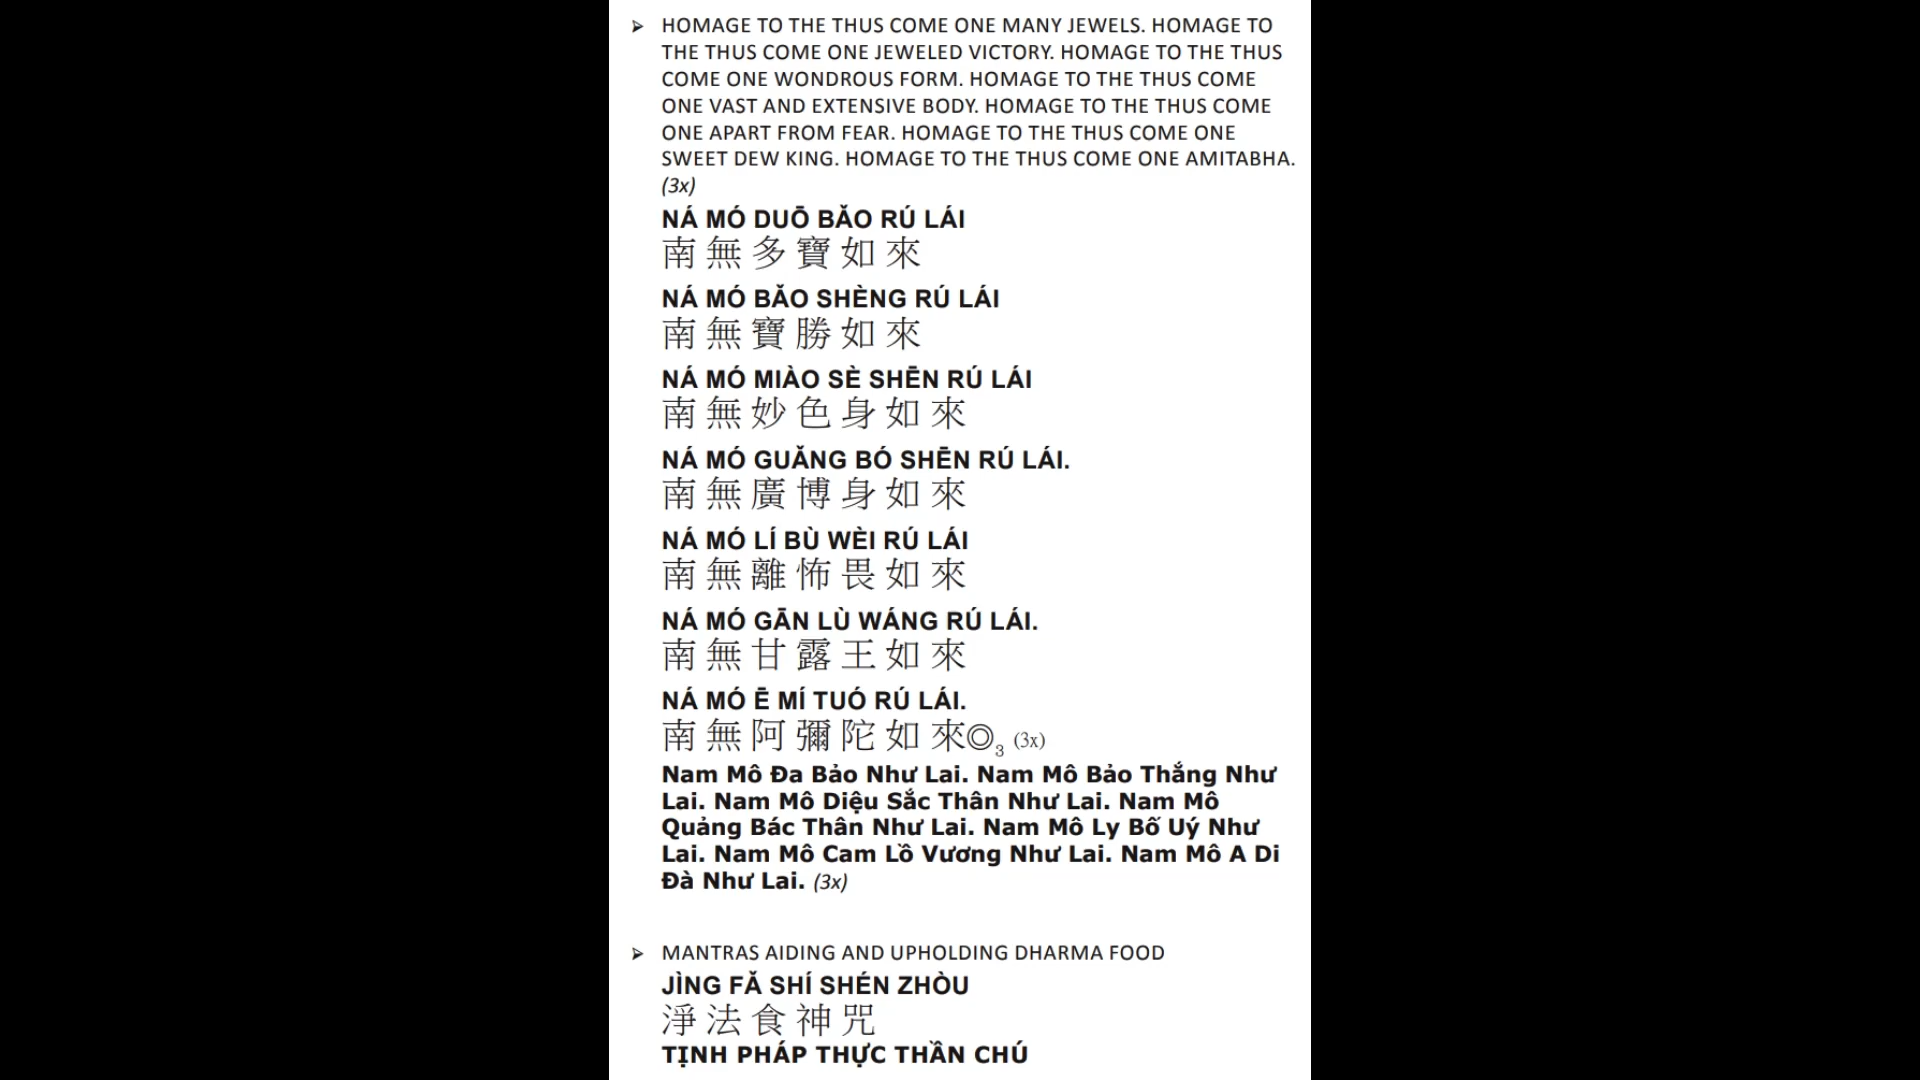 ➢ HOMAGE TO THE THUS COME ONE MANY JEWELS. HOMAGE TO
THE THUS COME ONE JEWELED VICTORY. HOMAGE TO THE THUS
COME ONE WONDROUS FORM. HOMAGE TO THE THUS COME
ONE VAST AND EXTENSIVE BODY. HOMAGE TO THE THUS COME
ONE APART FROM FEAR. HOMAGE TO THE THUS COME ONE
SWEET DEW KING. HOMAGE TO THE THUS COME ONE AMITABHA.
(3x)
NÁ MÓ DUŌ BǍO RÚ LÁI
南 無 多 寶 如 來
NÁ MÓ BǍO SHÈNG RÚ LÁI
南 無 寶 勝 如 來
NÁ MÓ MIÀO SÈ SHĒN RÚ LÁI
南 無 妙 色 身 如 來
NÁ MÓ GUǍNG BÓ SHĒN RÚ LÁI.
南 無 廣 博 身 如 來
NÁ MÓ LÍ BÙ WÈI RÚ LÁI
南 無 離 怖 畏 如 來
NÁ MÓ GĀN LÙ WÁNG RÚ LÁI.
南 無 甘 露 王 如 來
NÁ MÓ Ē MÍ TUÓ RÚ LÁI.
南 無 阿 彌 陀 如 來◎3 (3x)
Nam Mô Đa Bảo Như Lai. Nam Mô Bảo Thắng Như
Lai. Nam Mô Diệu Sắc Thân Như Lai. Nam Mô
Quảng Bác Thân Như Lai. Nam Mô Ly Bố Uý Như
Lai. Nam Mô Cam Lồ Vương Như Lai. Nam Mô A Di
Đà Như Lai. (3x)
➢ MANTRAS AIDING AND UPHOLDING DHARMA FOOD
JÌNG FǍ SHÍ SHÉN ZHÒU
淨 法 食 神 咒
TỊNH PHÁP THỰC THẦN CHÚ